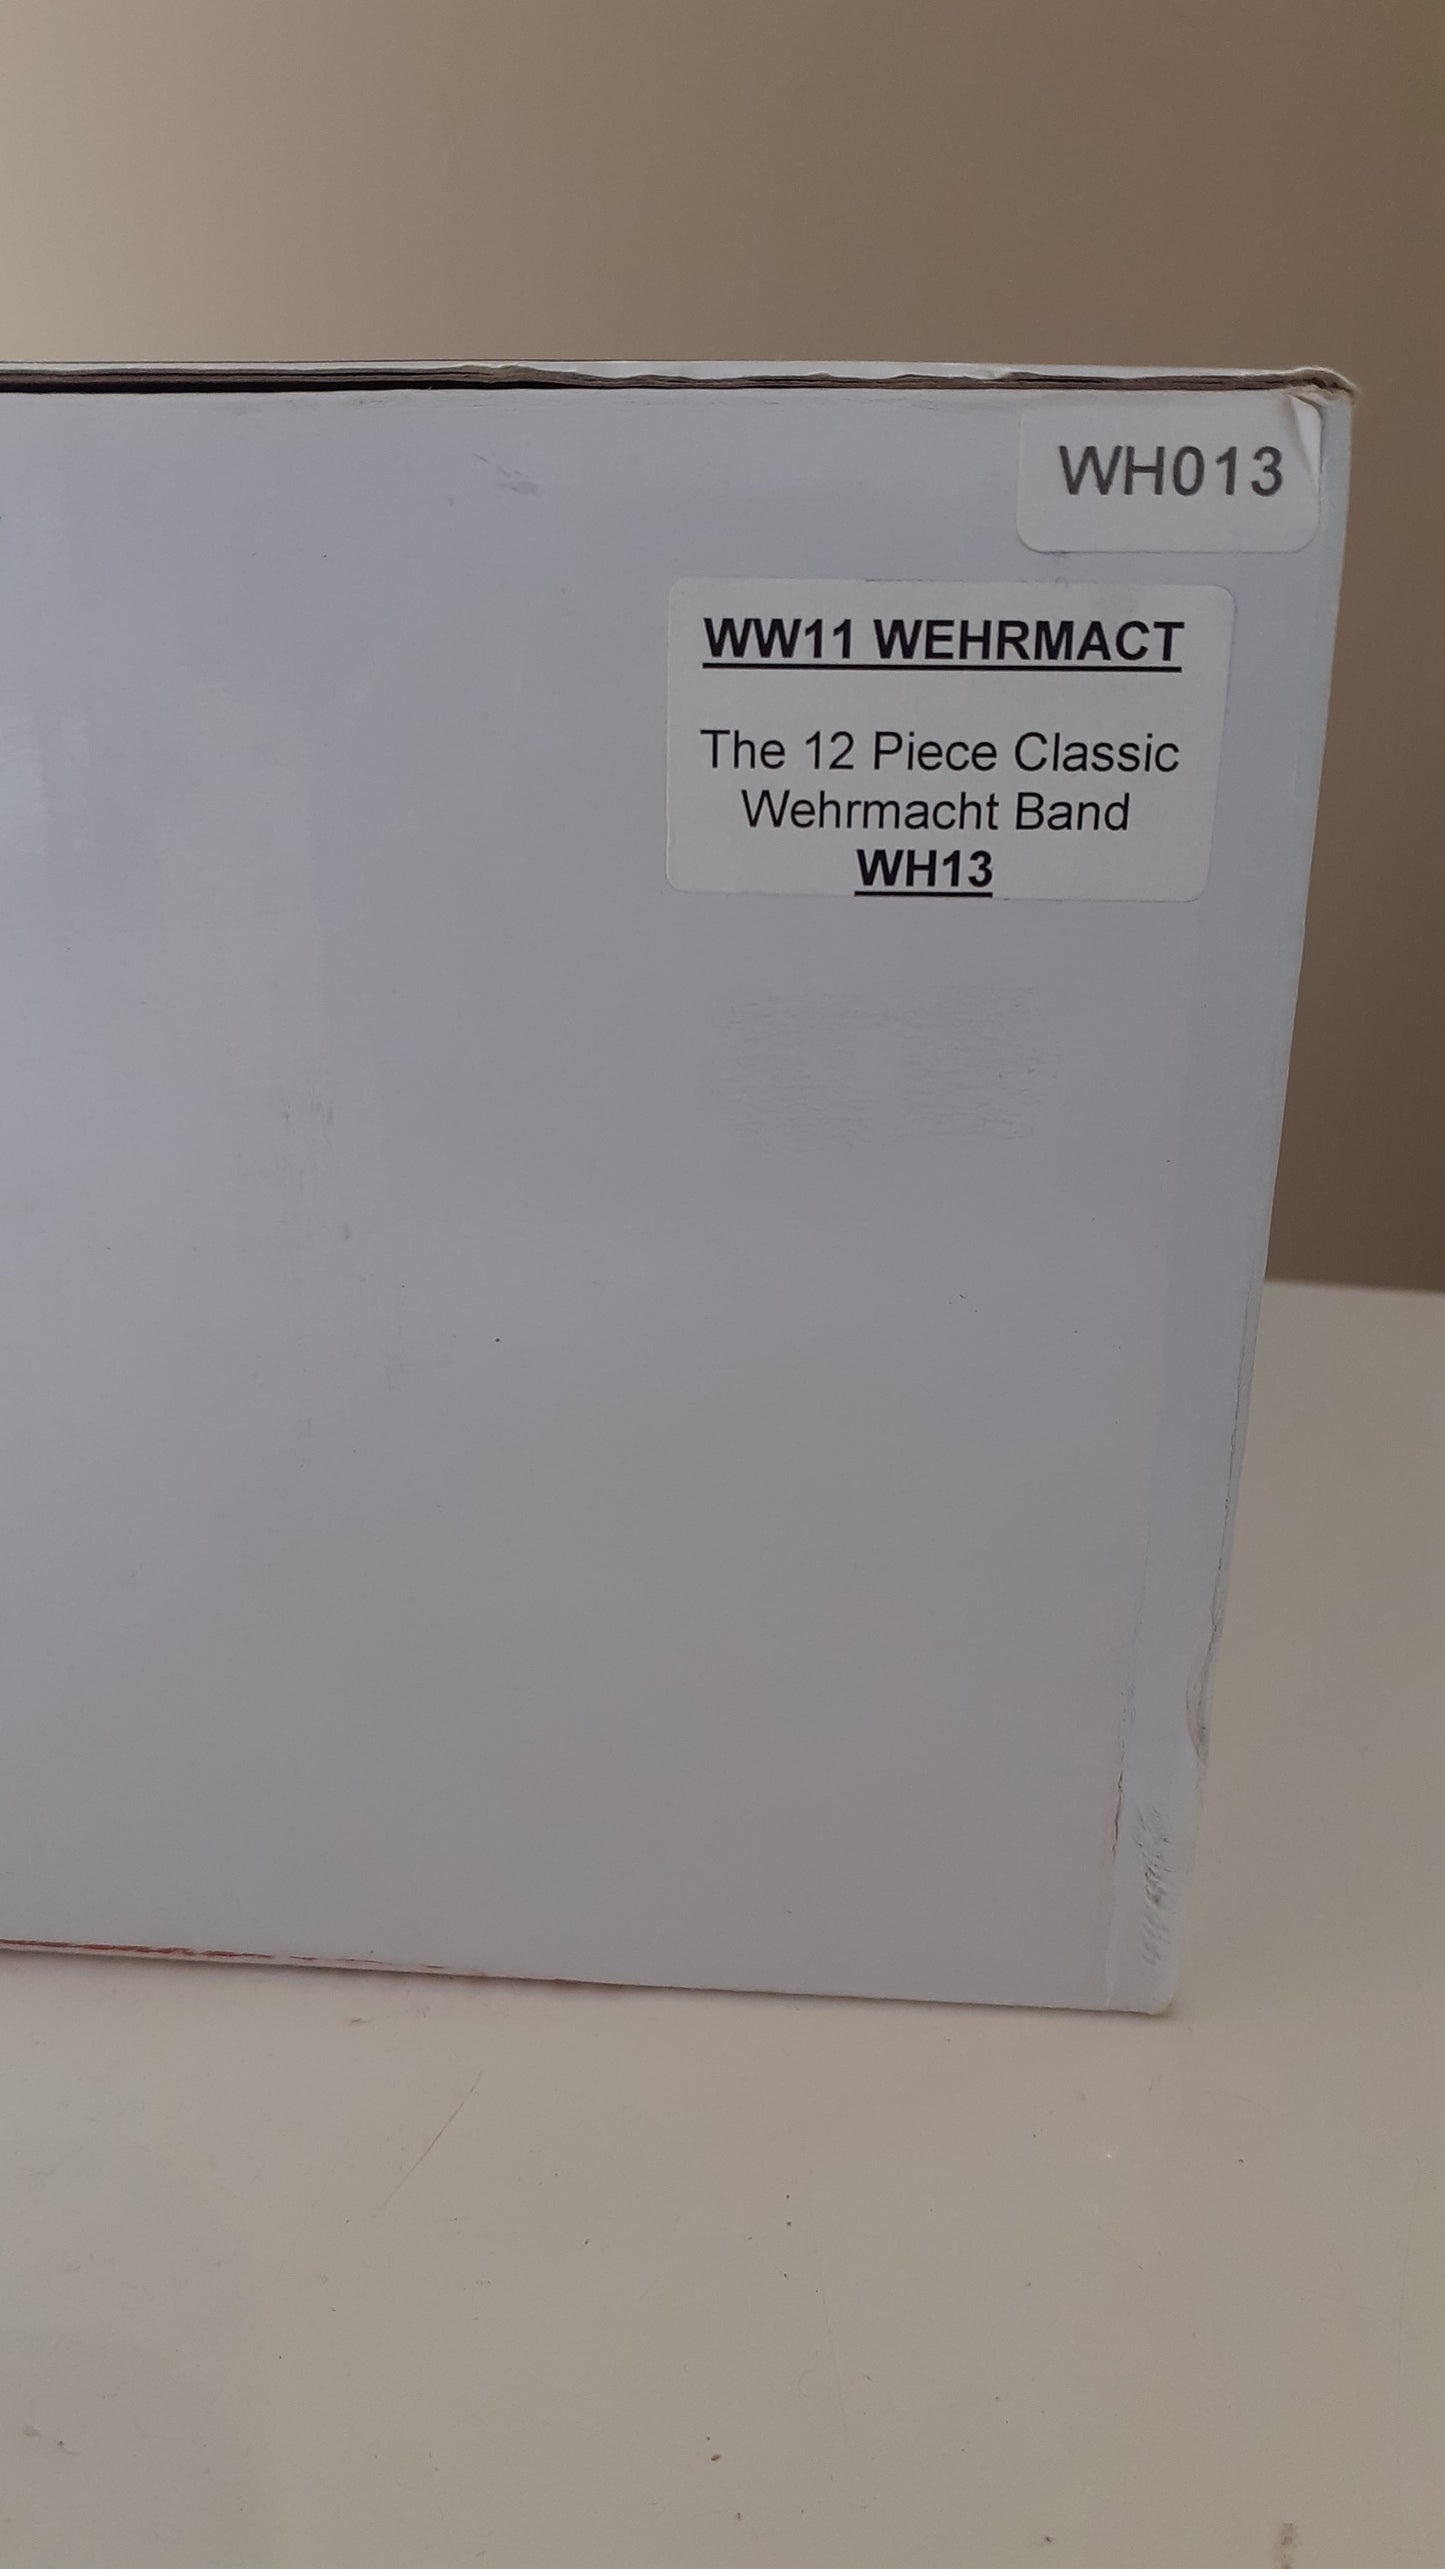 WH013
WW11 WEHRMACT
The 12 Piece Classic
Wehrmacht Band
WH13